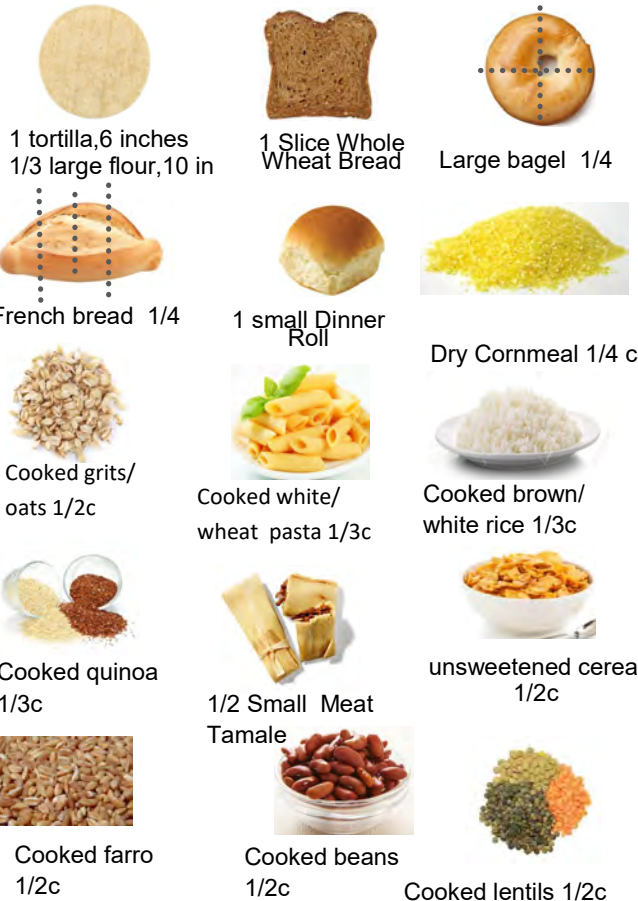 1 tortilla,6 inches
1/3 large flour,10 in
1 Slice Whole
Wheat Bread
Large bagel 1/4
French bread 1/4
1 small Dinner
Roll
Dry Cornmeal 1/4 c
Cooked grits/
oats 1/2c
Cooked white/
wheat pasta 1/3c
Cooked brown/
white rice 1/3c
Cooked quinoa
1/3c
1/2 Small Meat
Tamale
unsweetened cerea
1/2c
Cooked farro
1/2c
Cooked beans
1/2c
Cooked lentils 1/2c